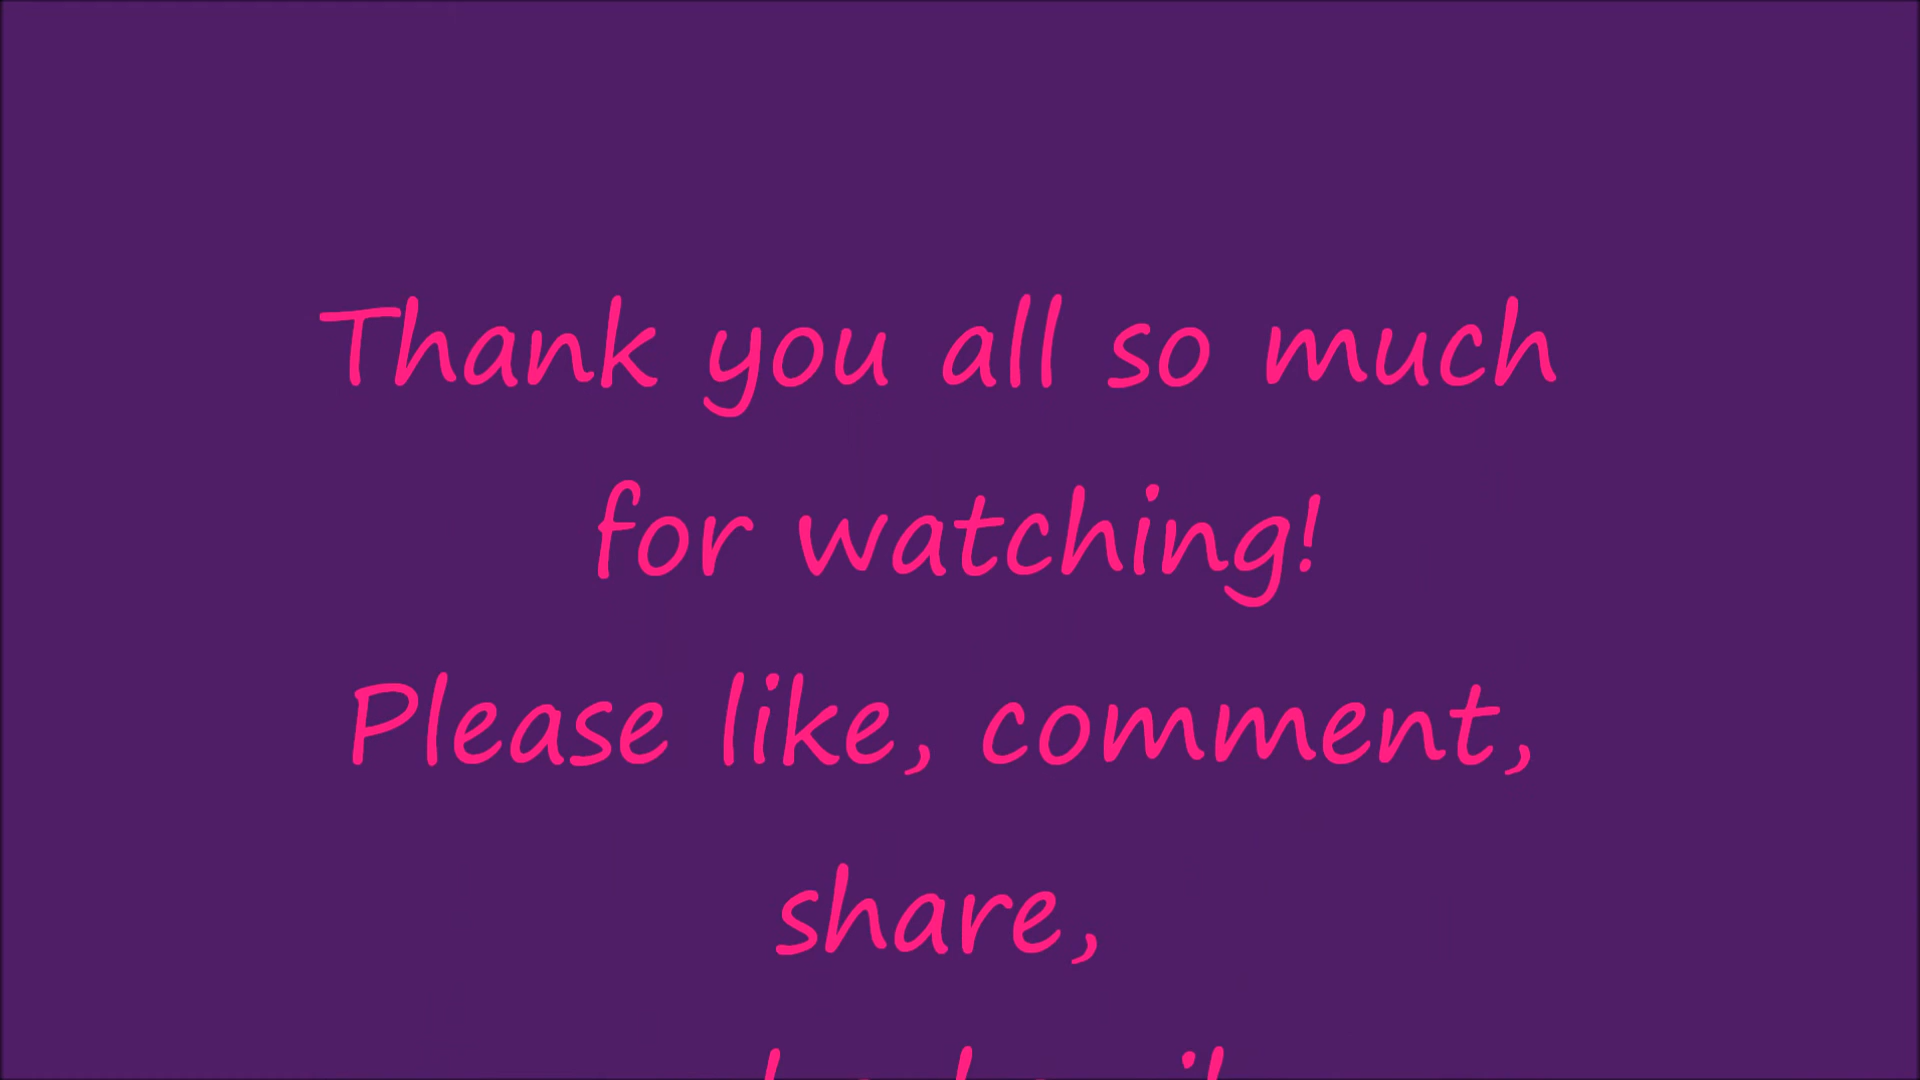 Thank you all so much
for watching!
Please like, comment,
share,